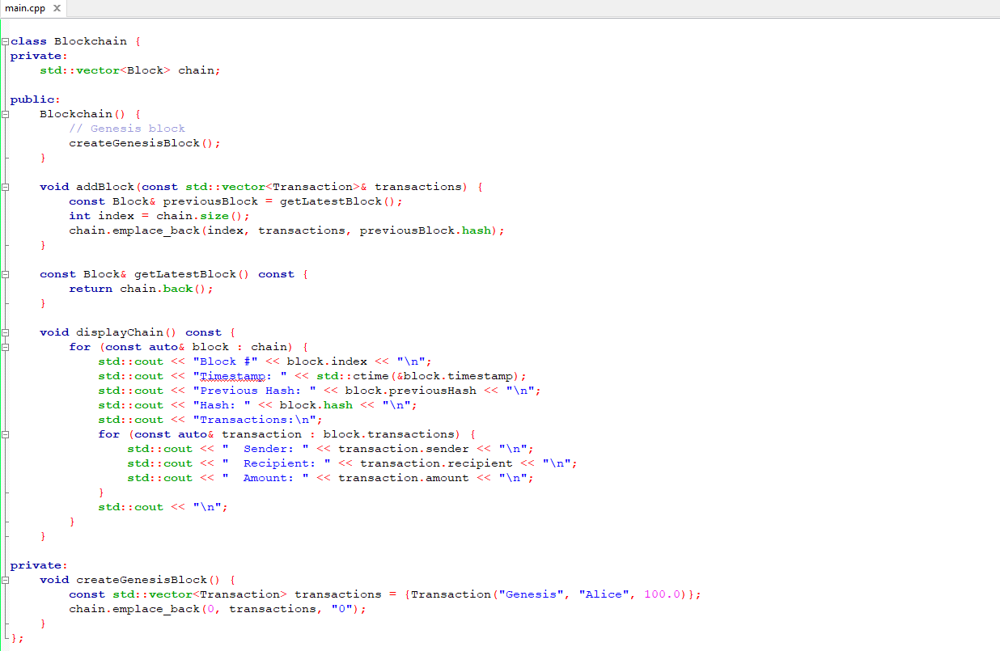 main.cpp X
class Blockchain {
private:
    std::vector<Block> chain;

public:
    Blockchain() {
        // Genesis block
        createGenesisBlock();
    }

    void addBlock(const std::vector<Transaction>& transactions) {
        const Block& previousBlock = getLatestBlock();
        int index = chain.size();
        chain.emplace_back(index, transactions, previousBlock.hash);
    }

    const Block& getLatestBlock() const {
        return chain.back();
    }

    void displayChain() const {
        for (const auto& block : chain) {
            std::cout << "Block #" << block.index << "\n";
            std::cout << "Timestamp: " << std::ctime(&block.timestamp);
            std::cout << "Previous Hash: " << block.previousHash << "\n";
            std::cout << "Hash: " << block.hash << "\n";
            std::cout << "Transactions:\n";
            for (const auto& transaction : block.transactions) {
                std::cout << "  Sender: " << transaction.sender << "\n";
                std::cout << "  Recipient: " << transaction.recipient << "\n";
                std::cout << "  Amount: " << transaction.amount << "\n";
            }
            std::cout << "\n";
        }
    }

private:
    void createGenesisBlock() {
        const std::vector<Transaction> transactions = {Transaction("Genesis", "Alice", 100.0)};
        chain.emplace_back(0, transactions, "0");
    }
};